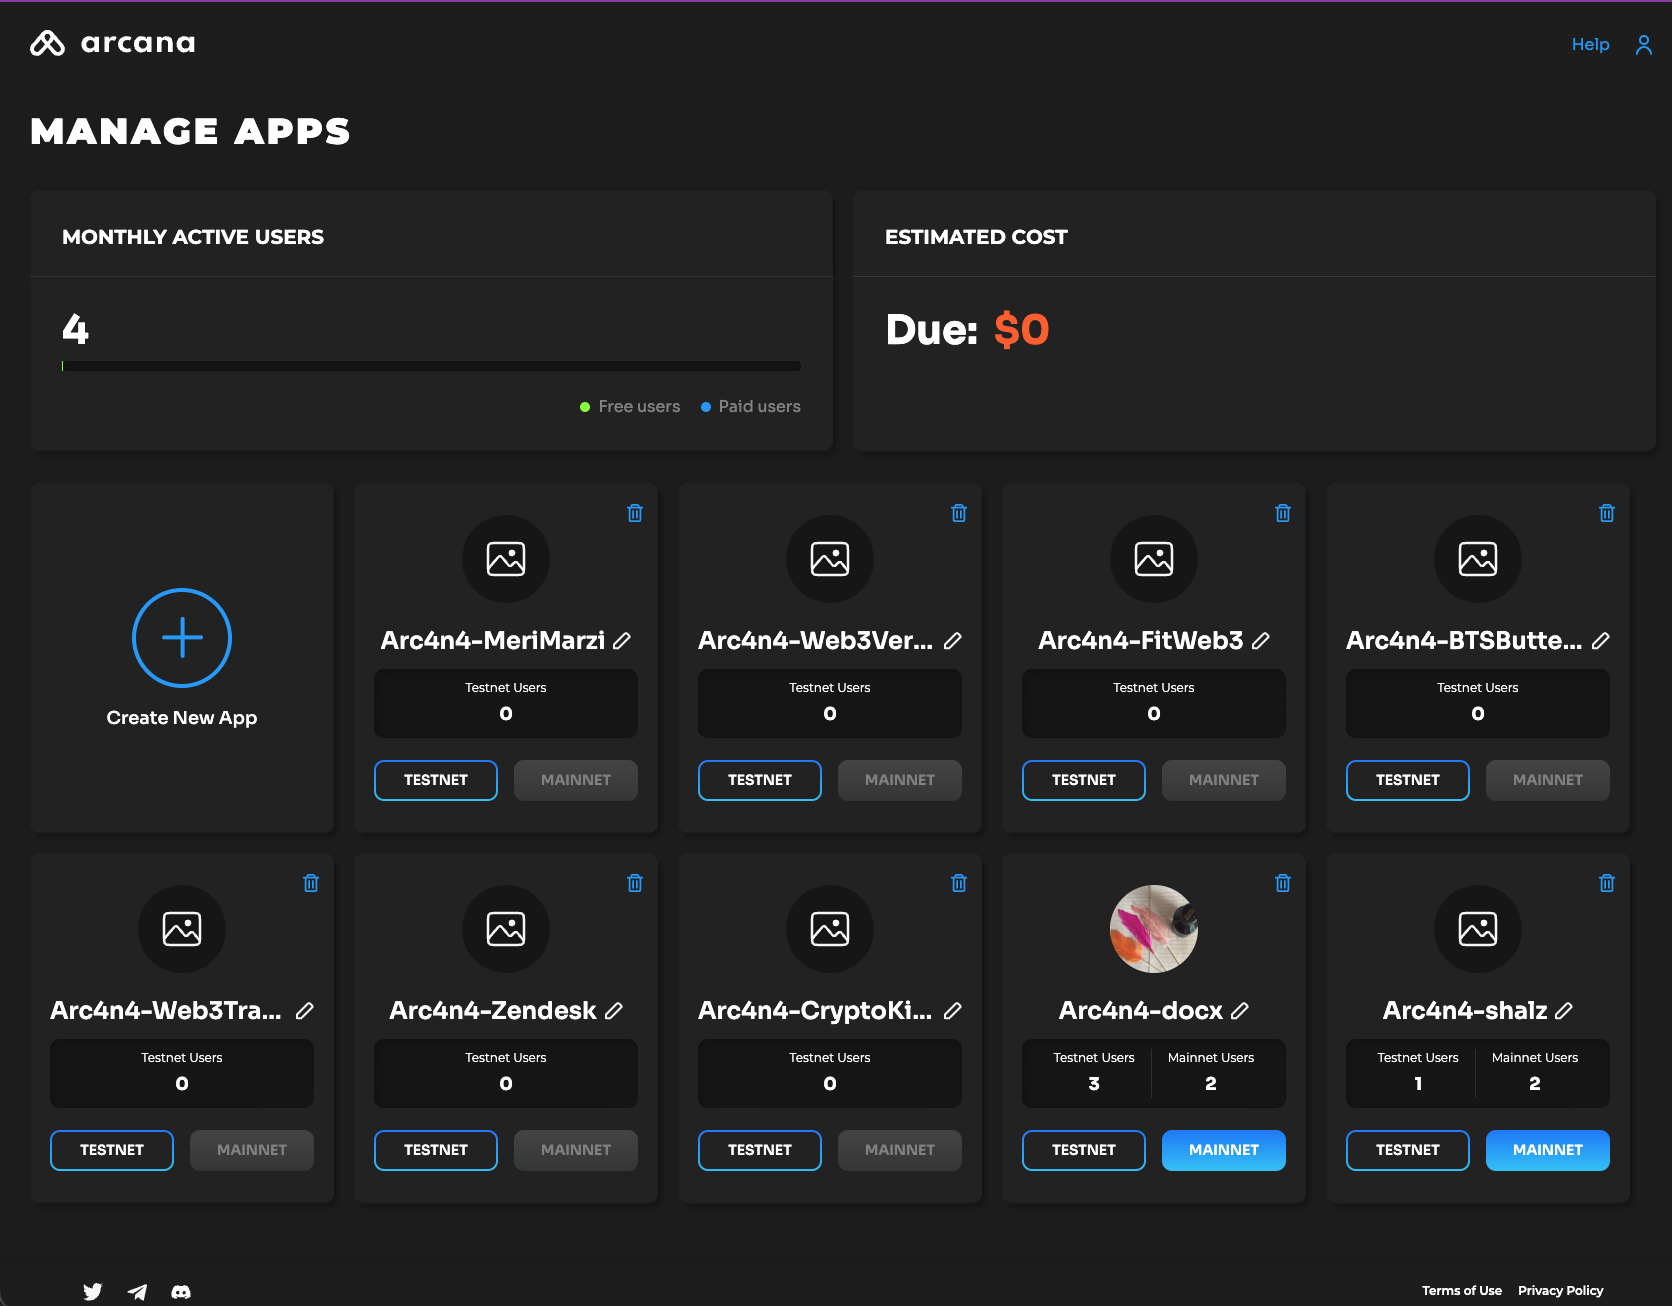 arcana
Help
MANAGE APPS
MONTHLY ACTIVE USERS
4
Free users
Paid users
ESTIMATED COST
Due: $0
Create New App
Arc4n4-MeriMarzi
Testnet Users
0
TESTNET
MAINNET
Arc4n4-Web3Ver...
Testnet Users
0
TESTNET
MAINNET
Arc4n4-FitWeb3
Testnet Users
0
TESTNET
MAINNET
Arc4n4-BTSButte...
Testnet Users
0
TESTNET
MAINNET
Arc4n4-Web3Tra...
Testnet Users
0
TESTNET
MAINNET
Arc4n4-Zendesk
Testnet Users
0
TESTNET
MAINNET
Arc4n4-CryptoKi...
Testnet Users
0
TESTNET
MAINNET
Arc4n4-docx
Testnet Users
3
Mainnet Users
2
TESTNET
MAINNET
Arc4n4-shalz
Testnet Users
1
Mainnet Users
2
TESTNET
MAINNET
Terms of Use
Privacy Policy